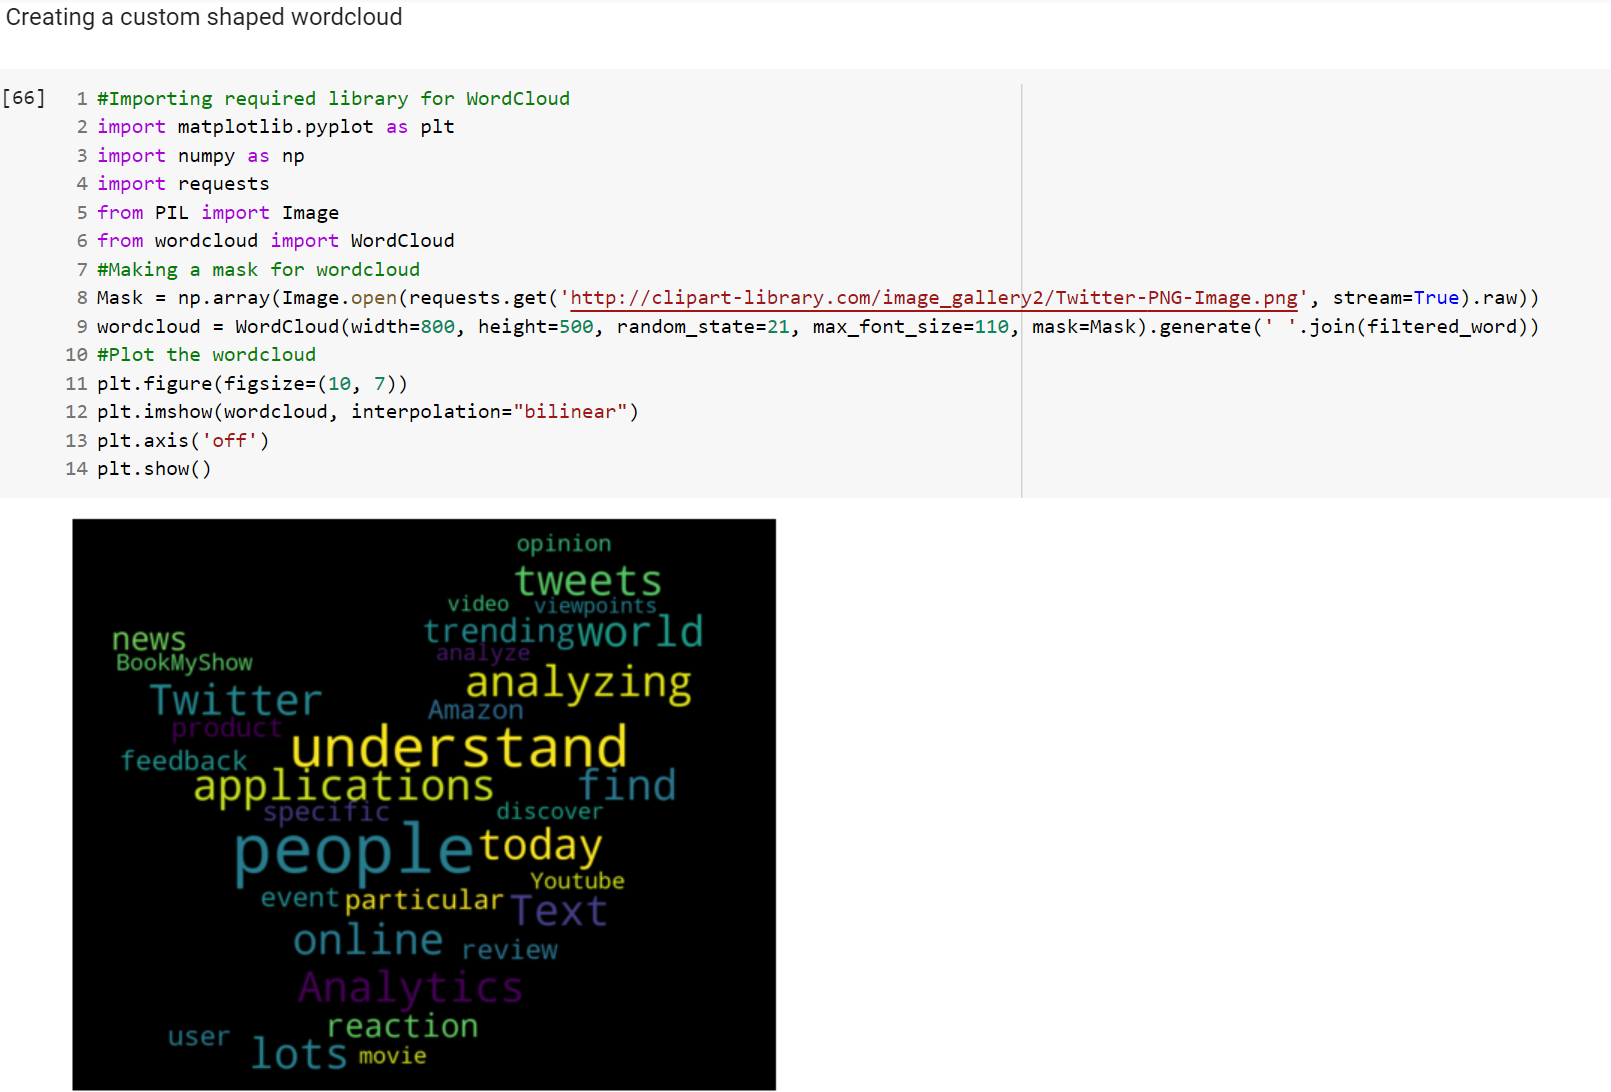 Creating a custom shaped wordcloud
[66]
1 #Importing required library for WordCloud
2 import matplotlib.pyplot as plt
3 import numpy as np
4 import requests
5 from PIL import Image
6 from wordcloud import WordCloud
7 #Making a mask for wordcloud
8 Mask = np.array(Image.open(requests.get('http://clipart-library.com/image_gallery2/Twitter-PNG-Image.png', stream=True).raw))
9 wordcloud = WordCloud(width=800, height=500, random_state=21, max_font_size=110, mask=Mask).generate(' '.join(filtered_word))
10 #Plot the wordcloud
11 plt.figure(figsize=(10, 7))
12 plt.imshow(wordcloud, interpolation="bilinear")
13 plt.axis('off')
14 plt.show()
opinion
tweets
video viewpoints
trending world
news
analyze
BookMyShow
analyzing
Twitter
Amazon
product
understand
feedback
applications find
specific discover
people today
Youtube
event particular Text
online review
Analytics
reaction
user
lots movie